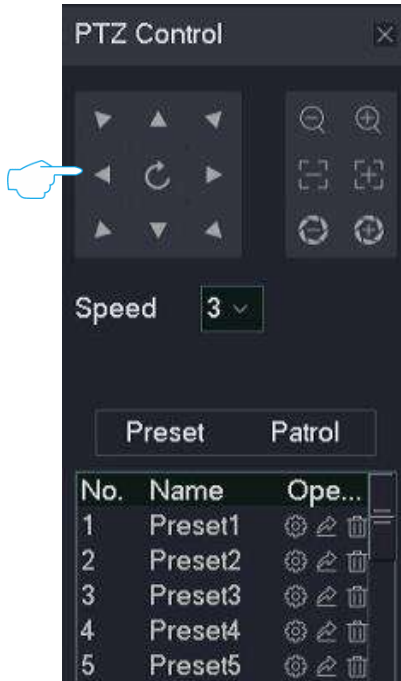 PTZ Control
Speed 3
Preset Patrol
No. Name Ope...
1 Preset1
2 Preset2
3 Preset3
4 Preset4
5 Preset5